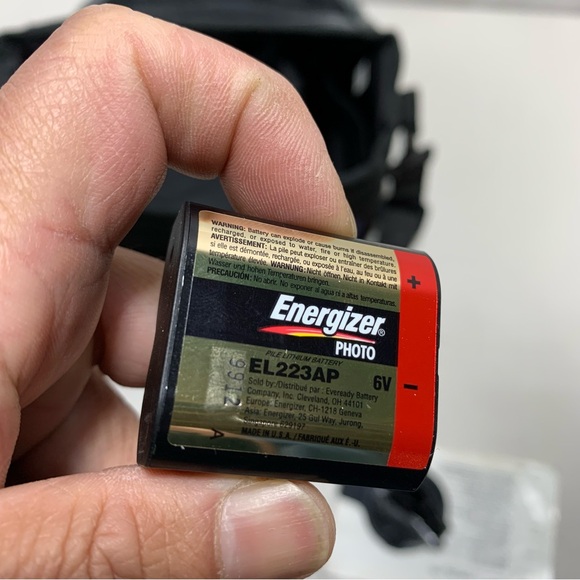 WARNING: Battery can explode or cause burns if disassembled,
recharged, or exposed to water, fire or high temperature.
AVERTISSEMENT: La pile peut exploser ou entraîner des brûlures
si elle est démontée, rechargée, ou exposée à l'eau, au feu ou à une
température élevée. WARNUNG: Nicht öffnen, Nicht in Kontakt mit
Wasser und hohen Temperaturen bringen.
PRECAUCIÓN: No abrir. No exponer al agua ni a altas temperaturas.
+
Energizer®
PHOTO
PILE LITHIUM BATTERY
EL223AP 6V –
Sold by:/Distribué par : Eveready Battery
Company, Inc. Cleveland, OH 44101
Europe: Energizer, CH-1218 Geneva
Asia: Energizer, 25 Gul Way, Jurong,
MADE IN U.S.A. / FABRIQUÉ AUX É.-U.
9912
A